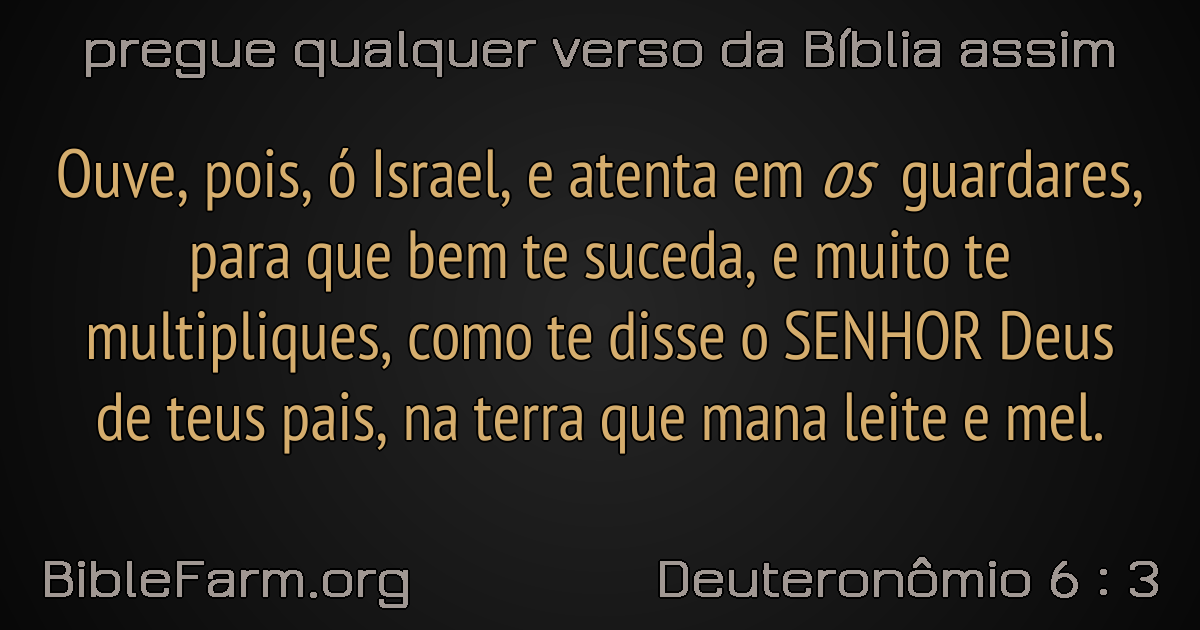 pregue qualquer verso da Bíblia assim
Ouve, pois, ó Israel, e atenta em os guardares,
para que bem te suceda, e muito te
multipliques, como te disse o SENHOR Deus
de teus pais, na terra que mana leite e mel.
BibleFarm.org
Deuteronômio 6 : 3